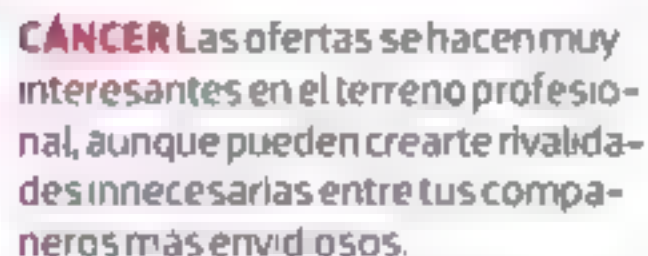 CÁNCER Las ofertas se hacen muy
interesantes en el terreno profesio-
nal, aunque pueden crearte rivalida-
des innecesarias entre tus compa-
ñeros más envidiosos.